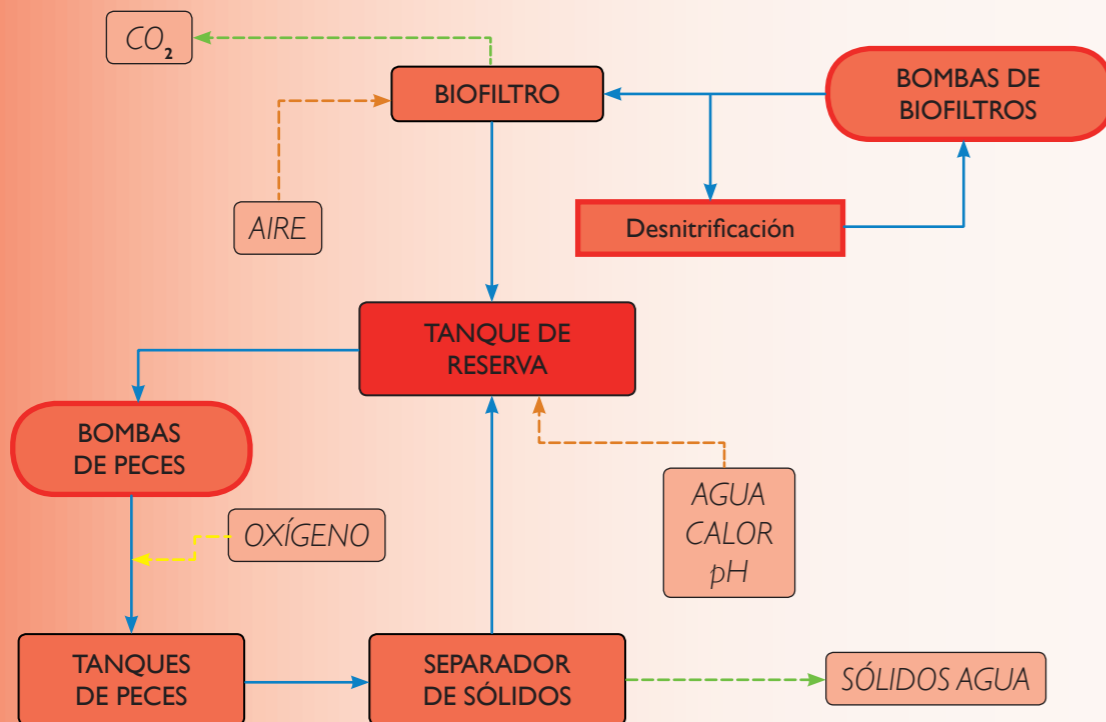 CO₂
BIOFILTRO
BOMBAS DE
BIOFILTROS
AIRE
Desnitrificación
TANQUE DE
RESERVA
BOMBAS
DE PECES
OXÍGENO
AGUA
CALOR
pH
TANQUES
DE PECES
SEPARADOR
DE SÓLIDOS
SÓLIDOS AGUA